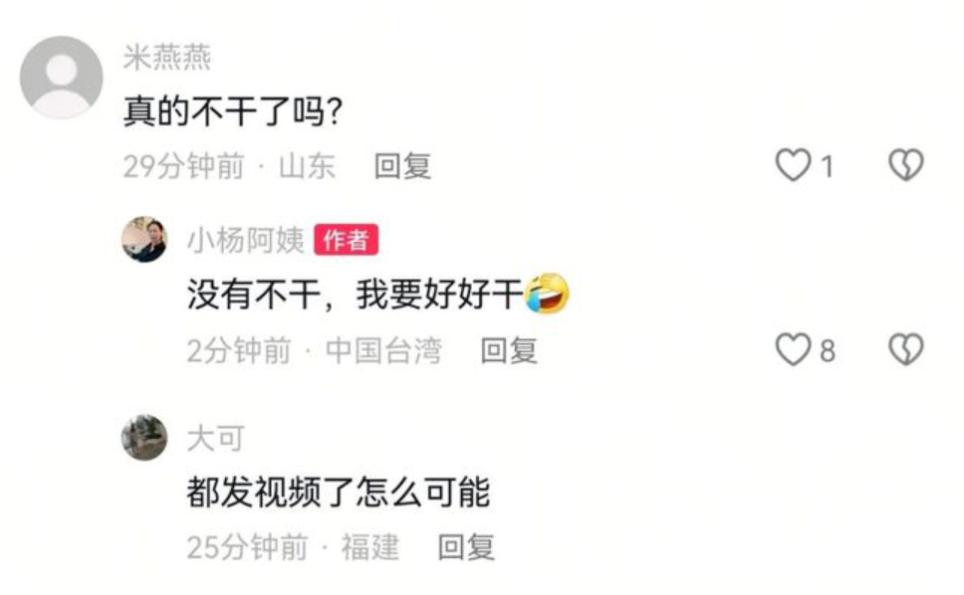 米燕燕
真的不干了吗?
29分钟前 · 山东 回复 1
小杨阿姨 作者
没有不干，我要好好干🤣
2分钟前 · 中国台湾 回复 8
大可
都发视频了怎么可能
25分钟前 · 福建 回复